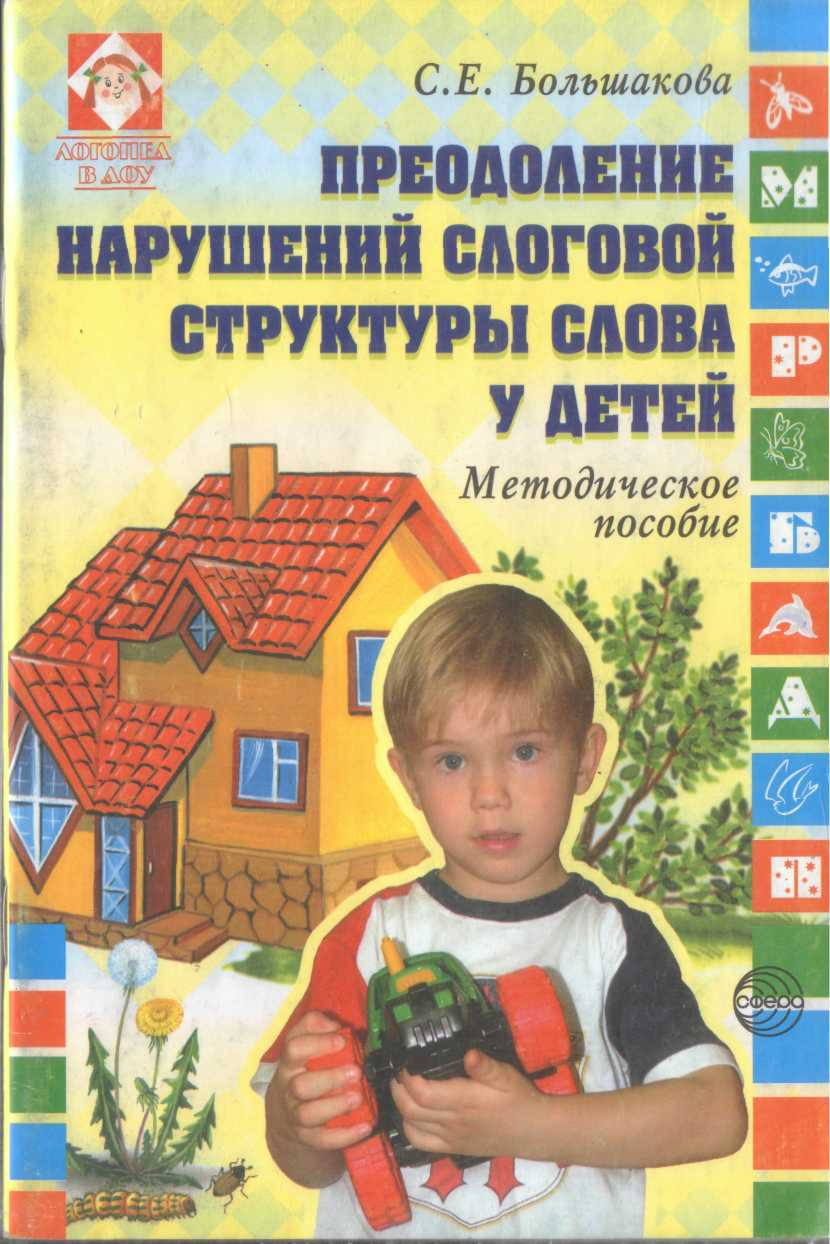 С.Е. Большакова
ЛОГОПЕД
В ДОУ
ПРЕОДОЛЕНИЕ
НАРУШЕНИЙ СЛОГОВОЙ
СТРУКТУРЫ СЛОВА
У ДЕТЕЙ
Методическое
пособие
М
Р
Б
А
Т
сфера